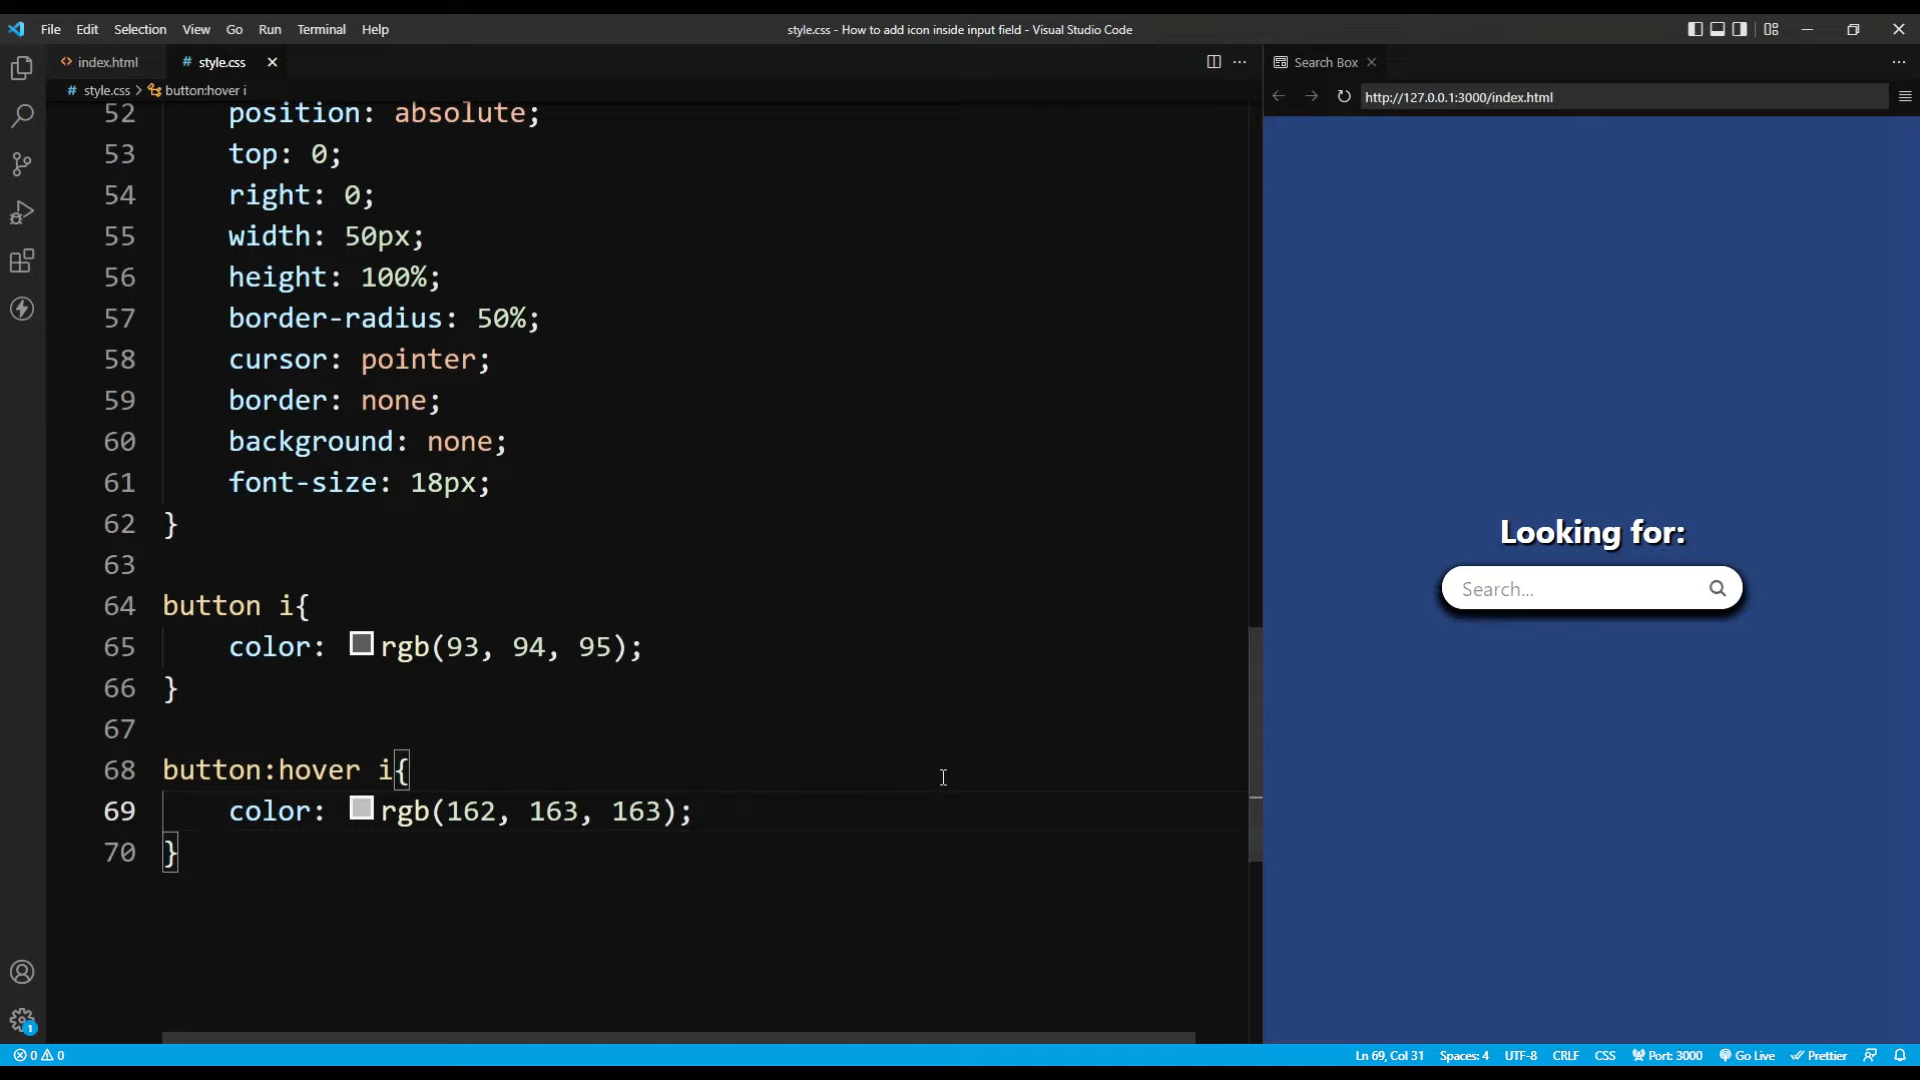 File Edit Selection View Go Run Terminal Help
style.css - How to add icon inside input field - Visual Studio Code
<> index.html
# style.css
# style.css > button:hover i
52 position: absolute;
53 top: 0;
54 right: 0;
55 width: 50px;
56 height: 100%;
57 border-radius: 50%;
58 cursor: pointer;
59 border: none;
60 background: none;
61 font-size: 18px;
62 }
63
64 button i{
65 color: rgb(93, 94, 95);
66 }
67
68 button:hover i{
69 color: rgb(162, 163, 163);
70 }
Search Box
http://127.0.0.1:3000/index.html
Looking for:
Search...
1
0 0
Ln 69, Col 31 Spaces: 4 UTF-8 CRLF CSS Port: 3000 Go Live Prettier